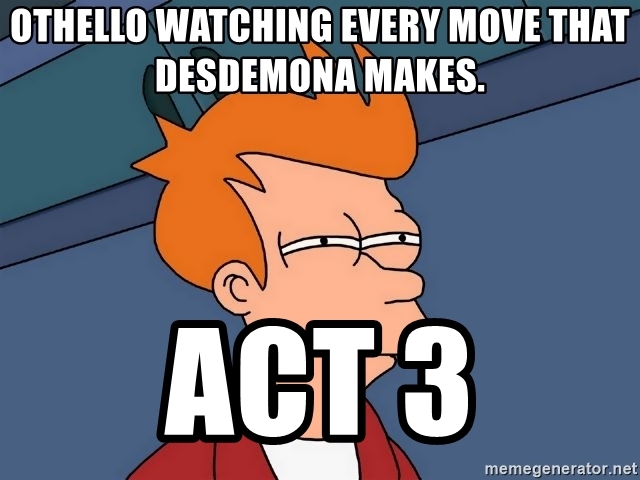 OTHELLO WATCHING EVERY MOVE THAT
DESDEMONA MAKES.
ACT 3
memegenerator.net